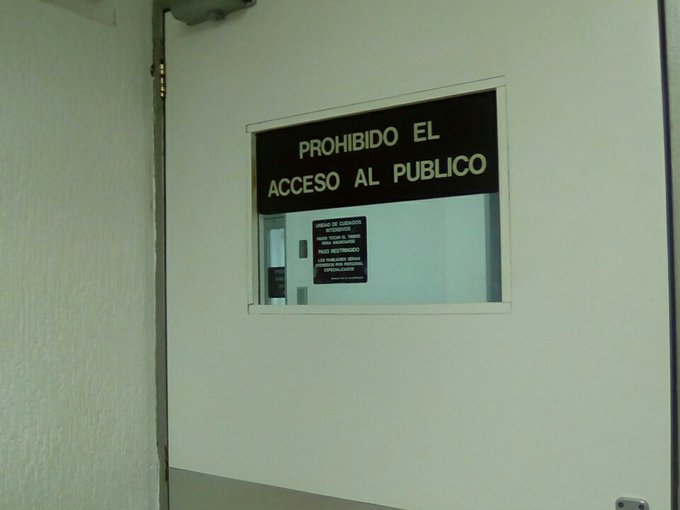 PROHIBIDO EL
ACCESO AL PUBLICO
UNIDAD DE CUIDADOS
INTENSIVOS
FAVOR TOCAR EL TIMBRE
PARA ANUNCIARSE
PASO RESTRINGIDO
LOS FAMILIARES SERAN
ATENDIDOS POR PERSONAL
ESPECIALIZADOS